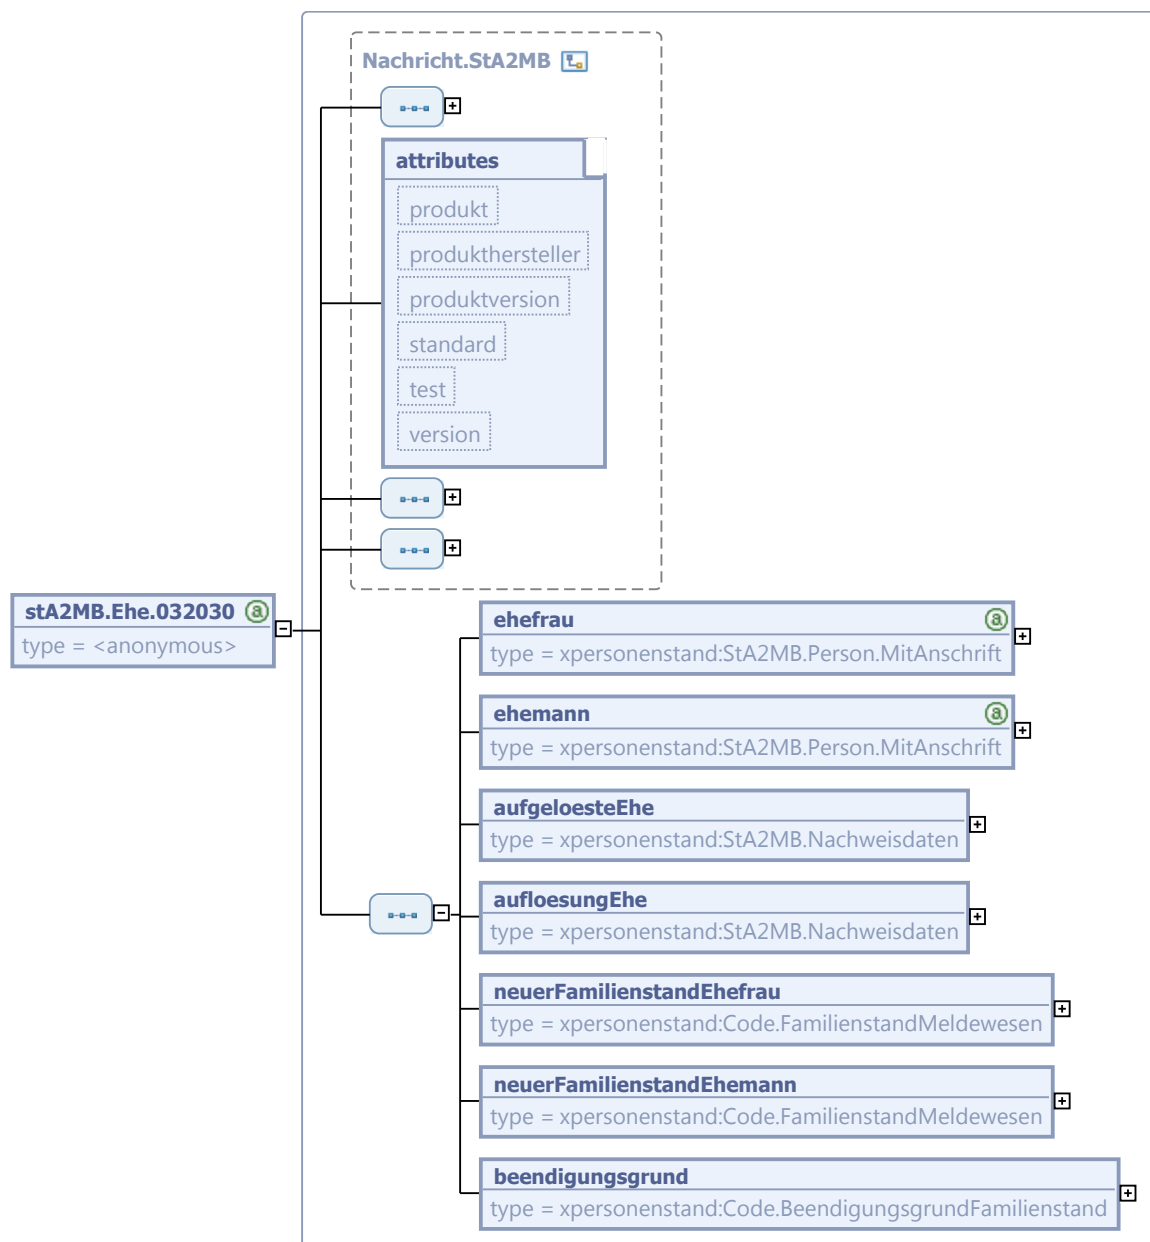 Nachricht.StA2MB
attributes
produkt
produkthersteller
produktversion
standard
test
version
stA2MB.Ehe.032030
type = <anonymous>
ehefrau
type = xpersonenstand:StA2MB.Person.MitAnschrift
ehemann
type = xpersonenstand:StA2MB.Person.MitAnschrift
aufgeloesteEhe
type = xpersonenstand:StA2MB.Nachweisdaten
aufloesungEhe
type = xpersonenstand:StA2MB.Nachweisdaten
neuerFamilienstandEhefrau
type = xpersonenstand:Code.FamilienstandMeldewesen
neuerFamilienstandEhemann
type = xpersonenstand:Code.FamilienstandMeldewesen
beendigungsgrund
type = xpersonenstand:Code.BeendigungsgrundFamilienstand